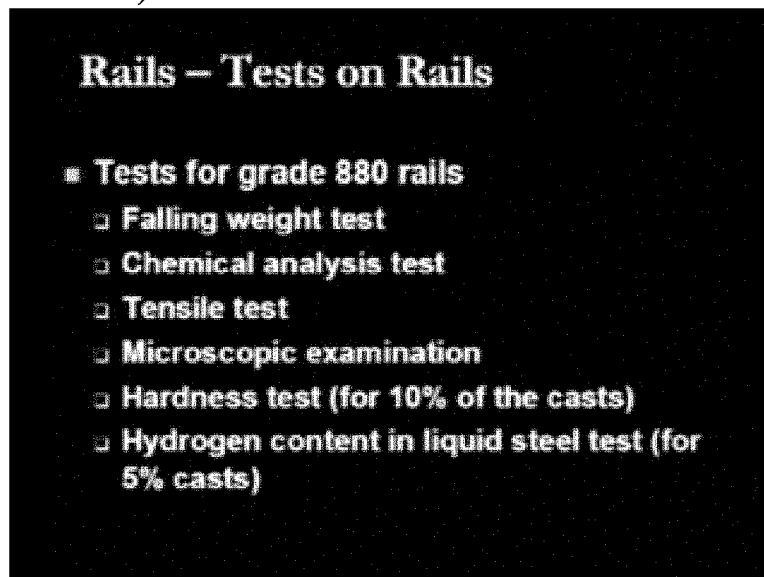 Rails – Tests on Rails
Tests for grade 880 rails
Falling weight test
Chemical analysis test
Tensile test
Microscopic examination
Hardness test (for 10% of the casts)
Hydrogen content in liquid steel test (for
5% casts)